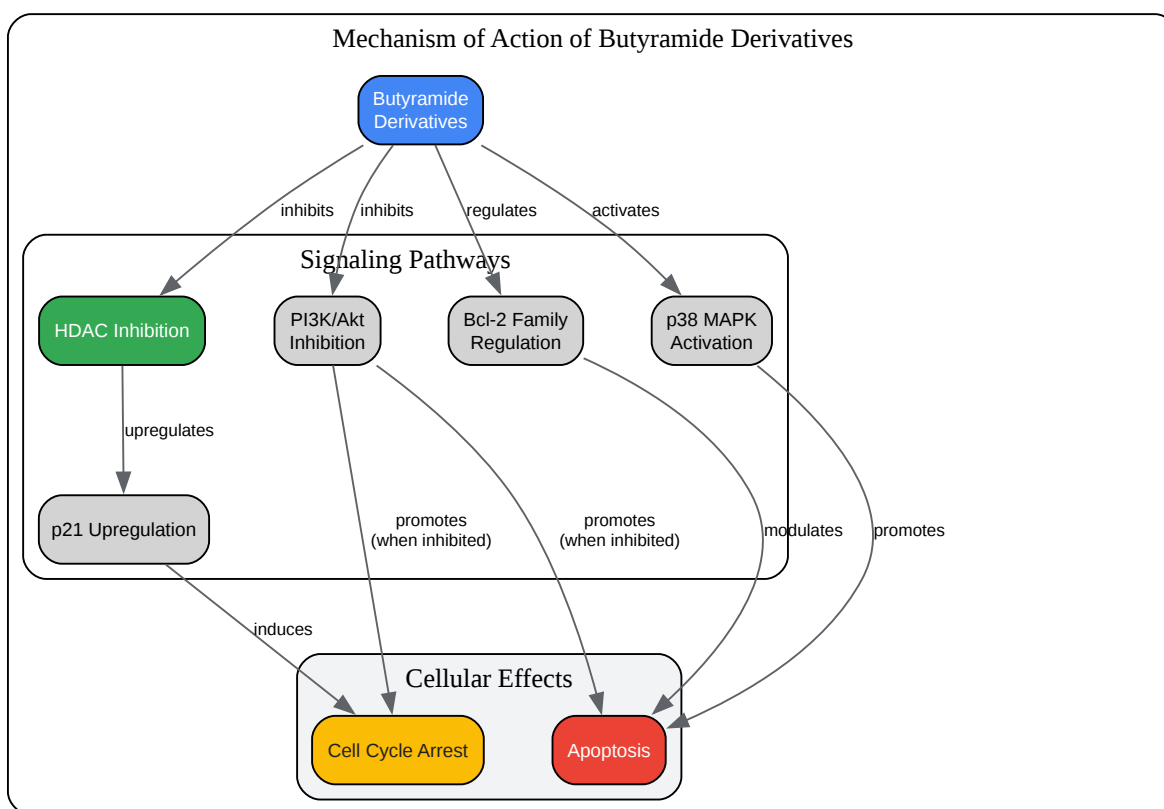 Mechanism of Action of Butyramide Derivatives
Butyramide
Derivatives
inhibits
inhibits
regulates
activates
Signaling Pathways
HDAC Inhibition
PI3K/Akt
Inhibition
Bcl-2 Family
Regulation
p38 MAPK
Activation
upregulates
p21 Upregulation
promotes
(when inhibited)
promotes
(when inhibited)
modulates
promotes
induces
Cellular Effects
Cell Cycle Arrest
Apoptosis